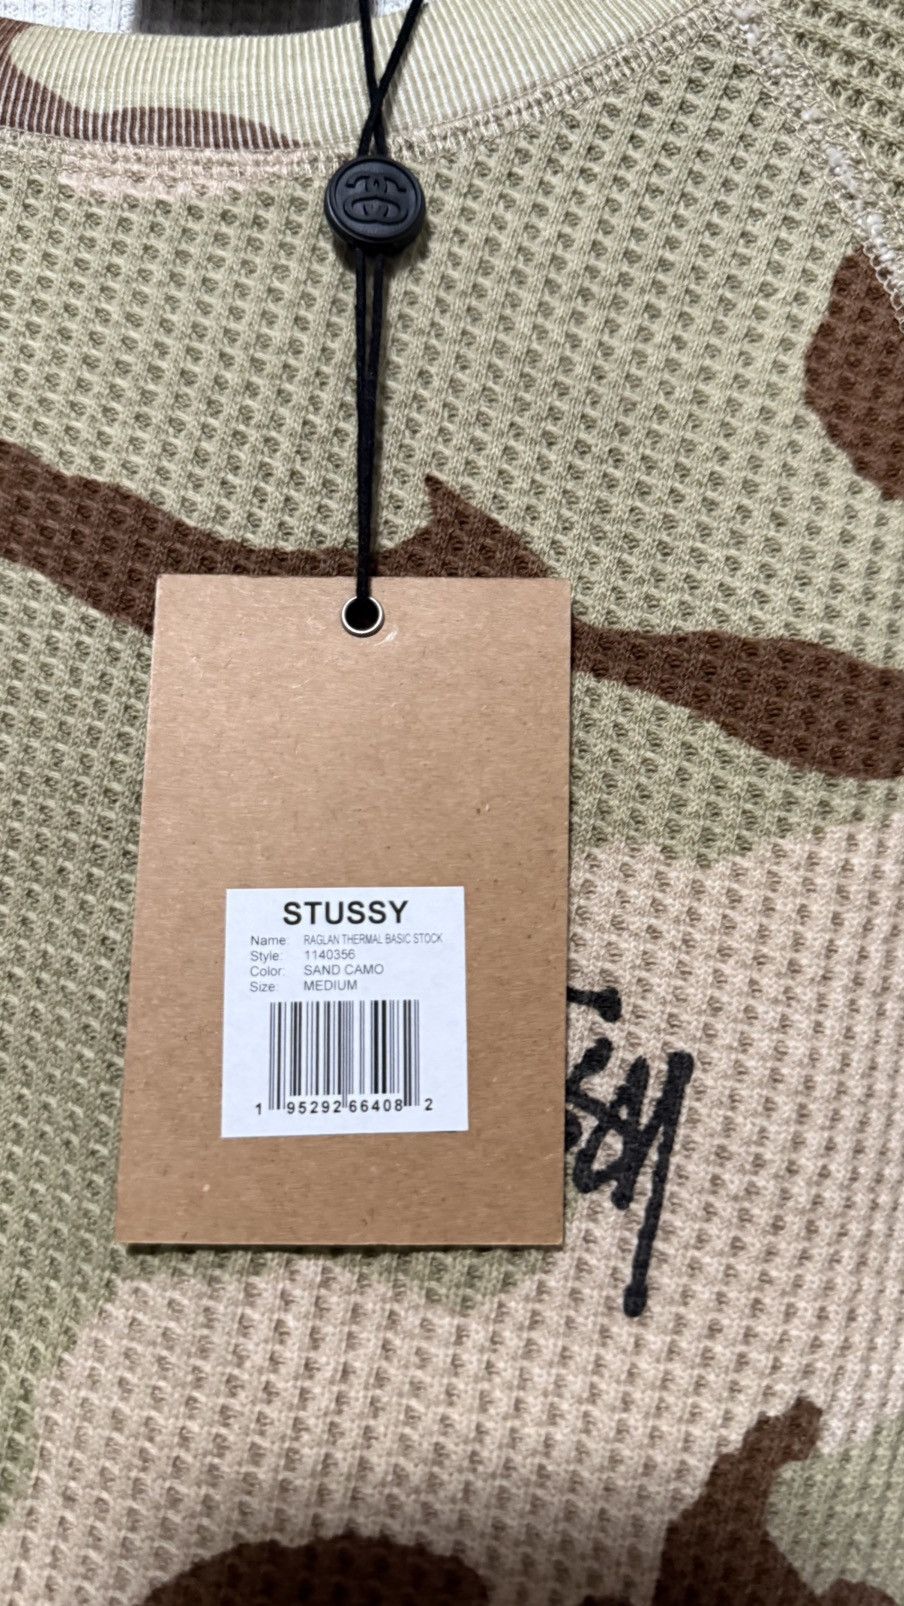 STUSSY
Name: RAGLAN THERMAL BASIC STOCK
Style: 1140356
Color: SAND CAMO
Size: MEDIUM
1 95292 66408 2